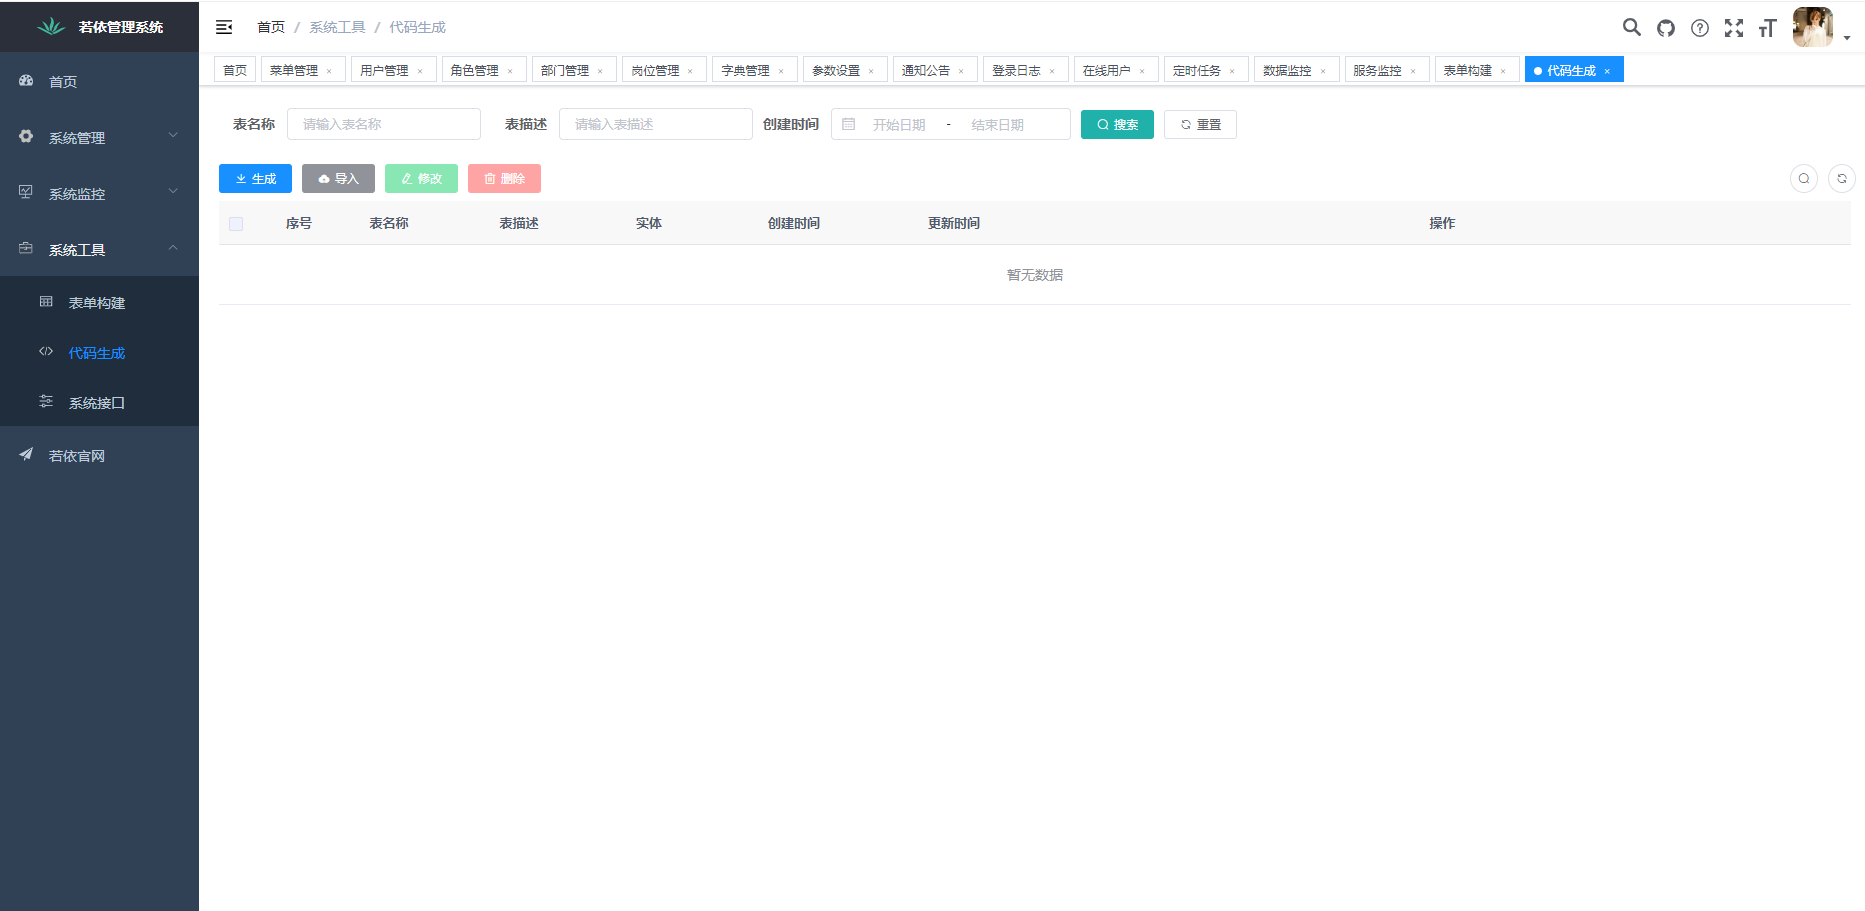 若依管理系统
首页
系统管理
系统监控
系统工具
表单构建
代码生成
系统接口
若依官网
首页 / 系统工具 / 代码生成
首页 菜单管理 × 用户管理 × 角色管理 × 部门管理 × 岗位管理 × 字典管理 × 参数设置 × 通知公告 × 登录日志 × 在线用户 × 定时任务 × 数据监控 × 服务监控 × 表单构建 × 代码生成 ×
表名称 请输入表名称 表描述 请输入表描述 创建时间 开始日期 - 结束日期 搜索 重置
生成 导入 修改 删除
序号 表名称 表描述 实体 创建时间 更新时间 操作
暂无数据